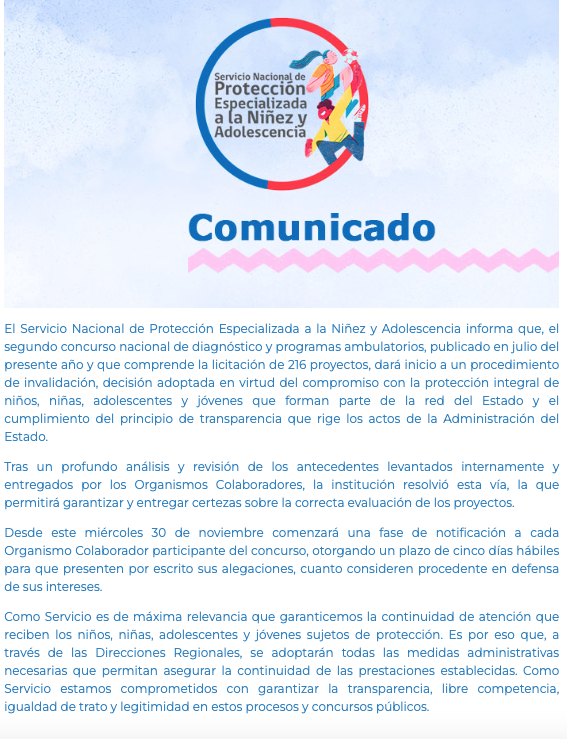 Servicio Nacional de
Protección
Especializada
a la Niñez y
Adolescencia
Comunicado
El Servicio Nacional de Protección Especializada a la Niñez y Adolescencia informa que, el
segundo concurso nacional de diagnóstico y programas ambulatorios, publicado en julio del
presente año y que comprende la licitación de 216 proyectos, dará inicio a un procedimiento
de invalidación, decisión adoptada en virtud del compromiso con la protección integral de
niños, niñas, adolescentes y jóvenes que forman parte de la red del Estado y el
cumplimiento del principio de transparencia que rige los actos de la Administración del
Estado.
Tras un profundo análisis y revisión de los antecedentes levantados internamente y
entregados por los Organismos Colaboradores, la institución resolvió esta vía, la que
permitirá garantizar y entregar certezas sobre la correcta evaluación de los proyectos.
Desde este miércoles 30 de noviembre comenzará una fase de notificación a cada
Organismo Colaborador participante del concurso, otorgando un plazo de cinco días hábiles
para que presenten por escrito sus alegaciones, cuanto consideren procedente en defensa
de sus intereses.
Como Servicio es de máxima relevancia que garanticemos la continuidad de atención que
reciben los niños, niñas, adolescentes y jóvenes sujetos de protección. Es por eso que, a
través de las Direcciones Regionales, se adoptarán todas las medidas administrativas
necesarias que permitan asegurar la continuidad de las prestaciones establecidas. Como
Servicio estamos comprometidos con garantizar la transparencia, libre competencia,
igualdad de trato y legitimidad en estos procesos y concursos públicos.